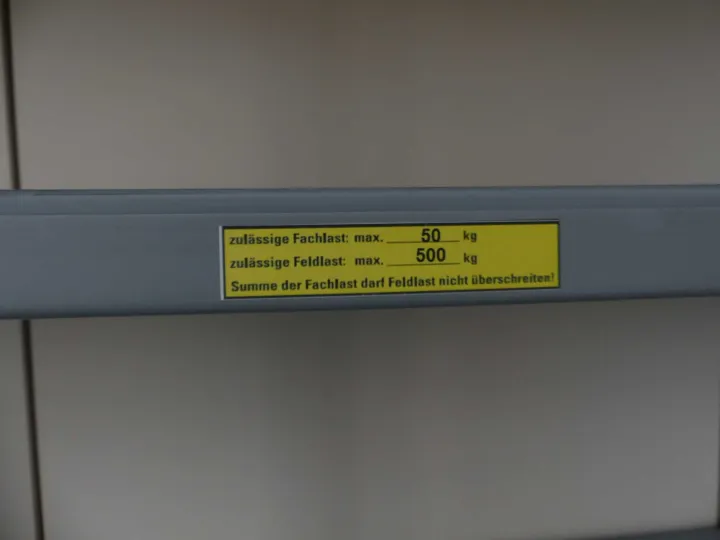 zulässige Fachlast: max. 50 kg
zulässige Feldlast: max. 500 kg
Summe der Fachlast darf Feldlast nicht überschreiten!